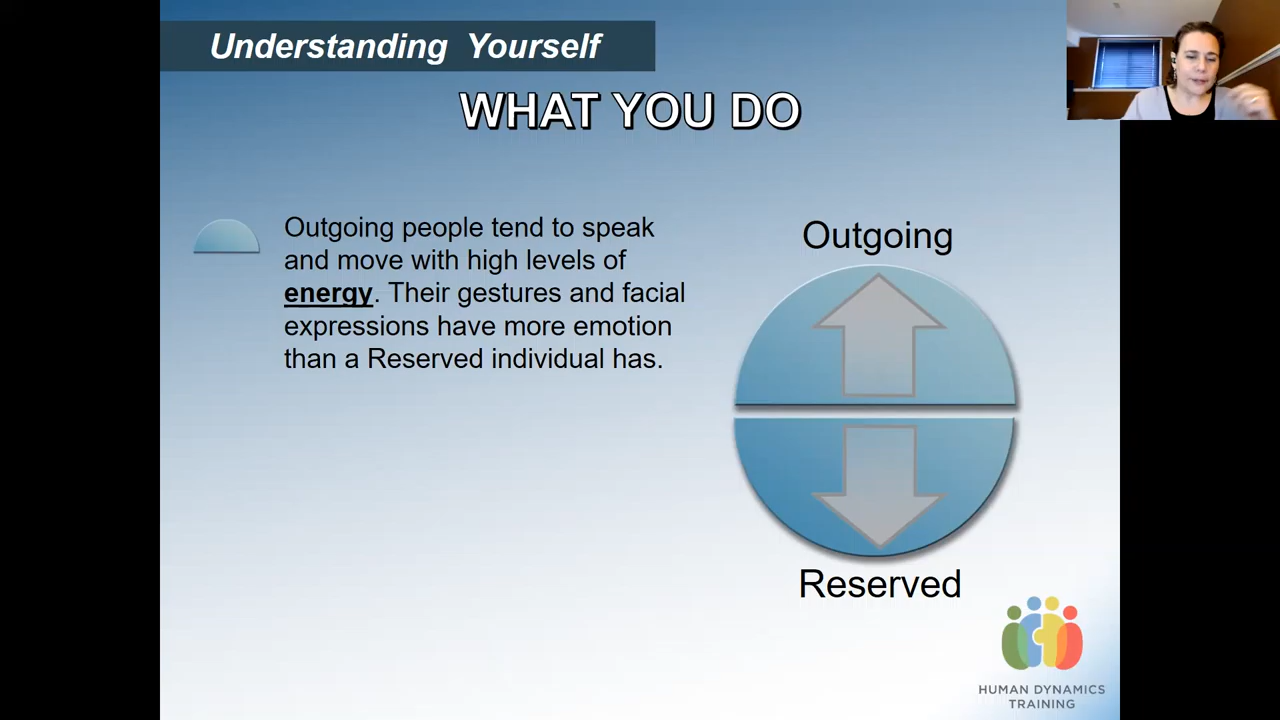 Understanding Yourself
WHAT YOU DO
Outgoing people tend to speak
and move with high levels of
energy. Their gestures and facial
expressions have more emotion
than a Reserved individual has.
Outgoing
Reserved
HUMAN DYNAMICS
TRAINING